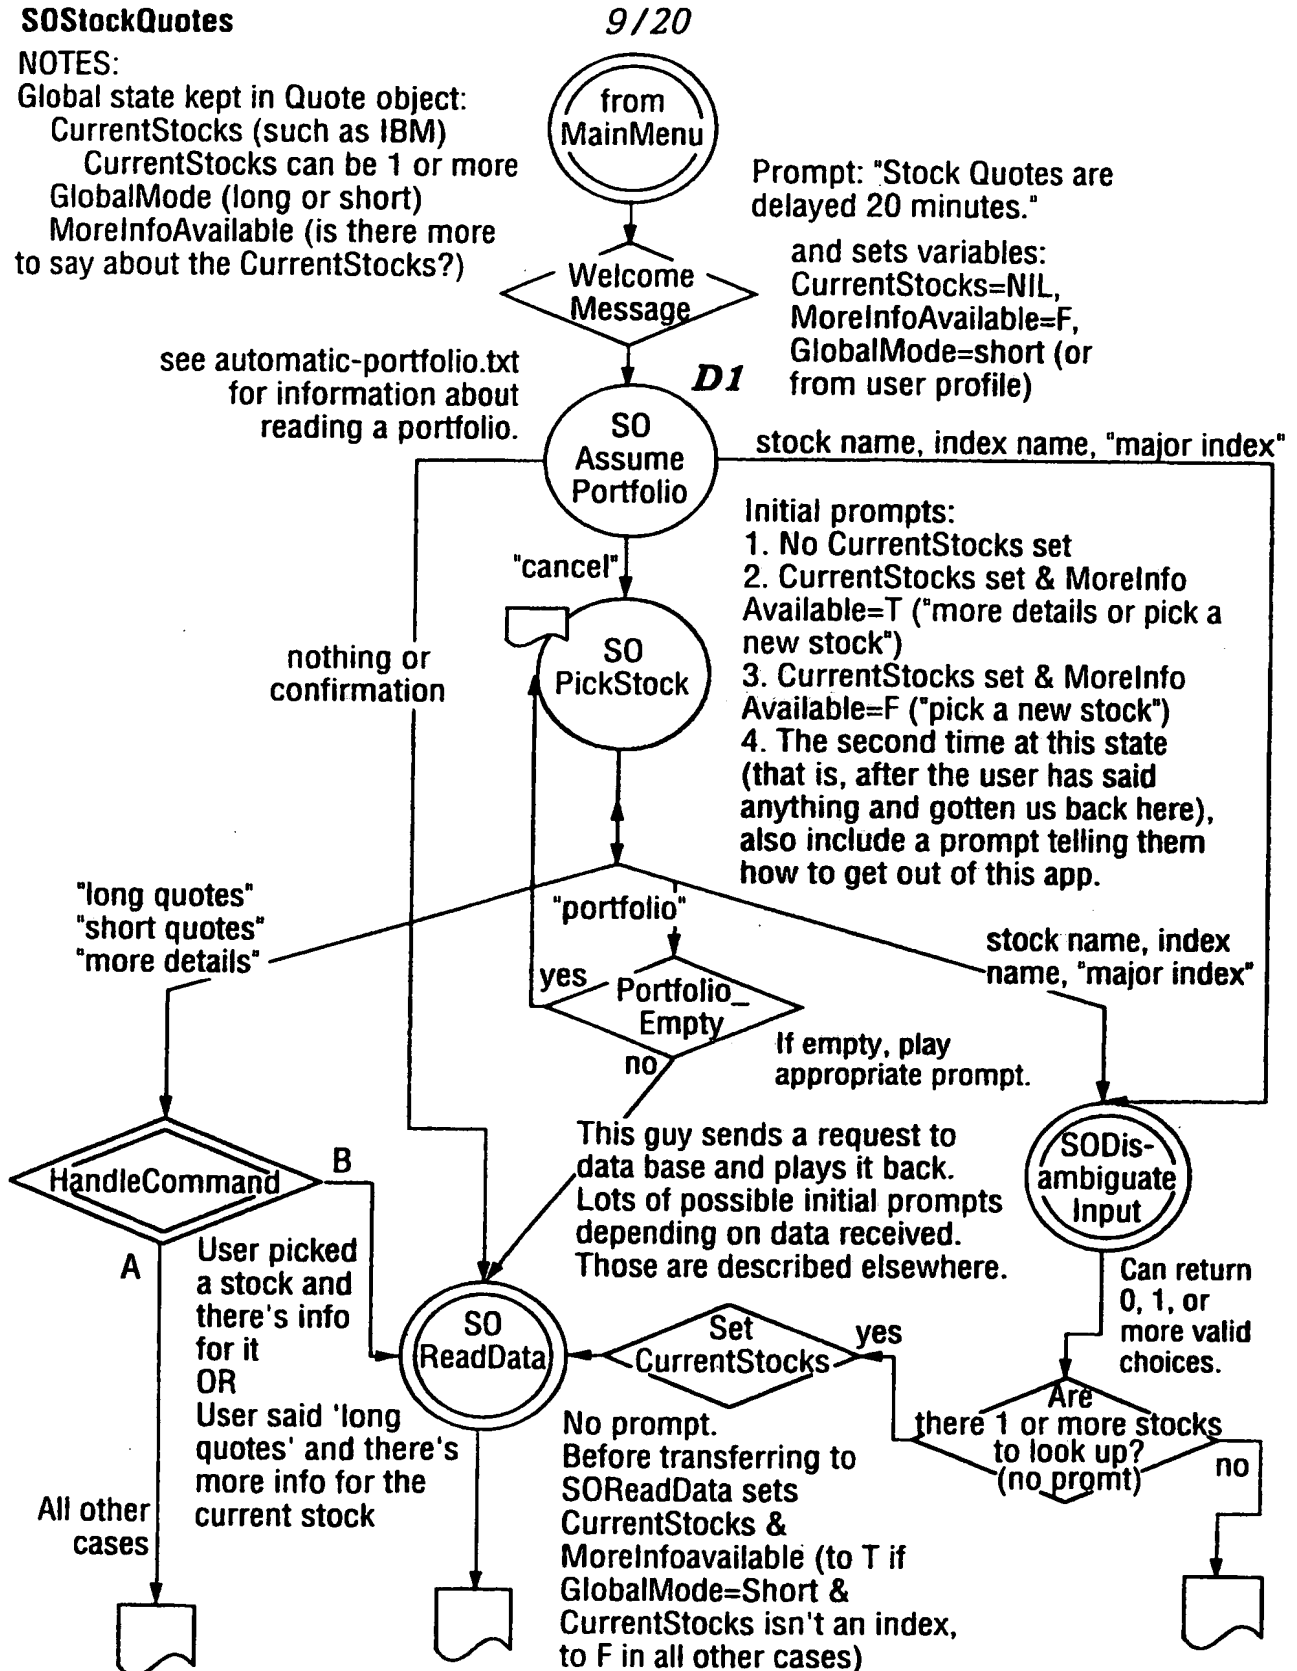 SOStockQuotes
9/20
NOTES:
Global state kept in Quote object:
CurrentStocks (such as IBM)
CurrentStocks can be 1 or more
GlobalMode (long or short)
MoreInfoAvailable (is there more
to say about the CurrentStocks?)
from
MainMenu
Prompt: "Stock Quotes are
delayed 20 minutes."
and sets variables:
CurrentStocks=NIL,
MoreInfoAvailable=F,
GlobalMode=short (or
from user profile)
Welcome
Message
see automatic-portfolio.txt
for information about
reading a portfolio.
D1
SO
Assume
Portfolio
stock name, index name, "major index"
"cancel"
Initial prompts:
1. No CurrentStocks set
2. CurrentStocks set & MoreInfo
Available=T ("more details or pick a
new stock")
3. CurrentStocks set & MoreInfo
Available=F ("pick a new stock")
4. The second time at this state
(that is, after the user has said
anything and gotten us back here),
also include a prompt telling them
how to get out of this app.
nothing or
confirmation
SO
PickStock
"long quotes"
"short quotes"
"more details"
"portfolio"
stock name, index
name, "major index"
yes
Portfolio_
Empty
no
If empty, play
appropriate prompt.
HandleCommand
B
A
This guy sends a request to
data base and plays it back.
Lots of possible initial prompts
depending on data received.
Those are described elsewhere.
SODis-
ambiguate
Input
User picked
a stock and
there's info
for it
OR
User said 'long
quotes' and there's
more info for the
current stock
Can return
0, 1, or
more valid
choices.
SO
ReadData
Set
CurrentStocks
yes
Are
there 1 or more stocks
to look up?
(no promt)
no
All other
cases
No prompt.
Before transferring to
SOReadData sets
CurrentStocks &
MoreInfoavailable (to T if
GlobalMode=Short &
CurrentStocks isn't an index,
to F in all other cases)